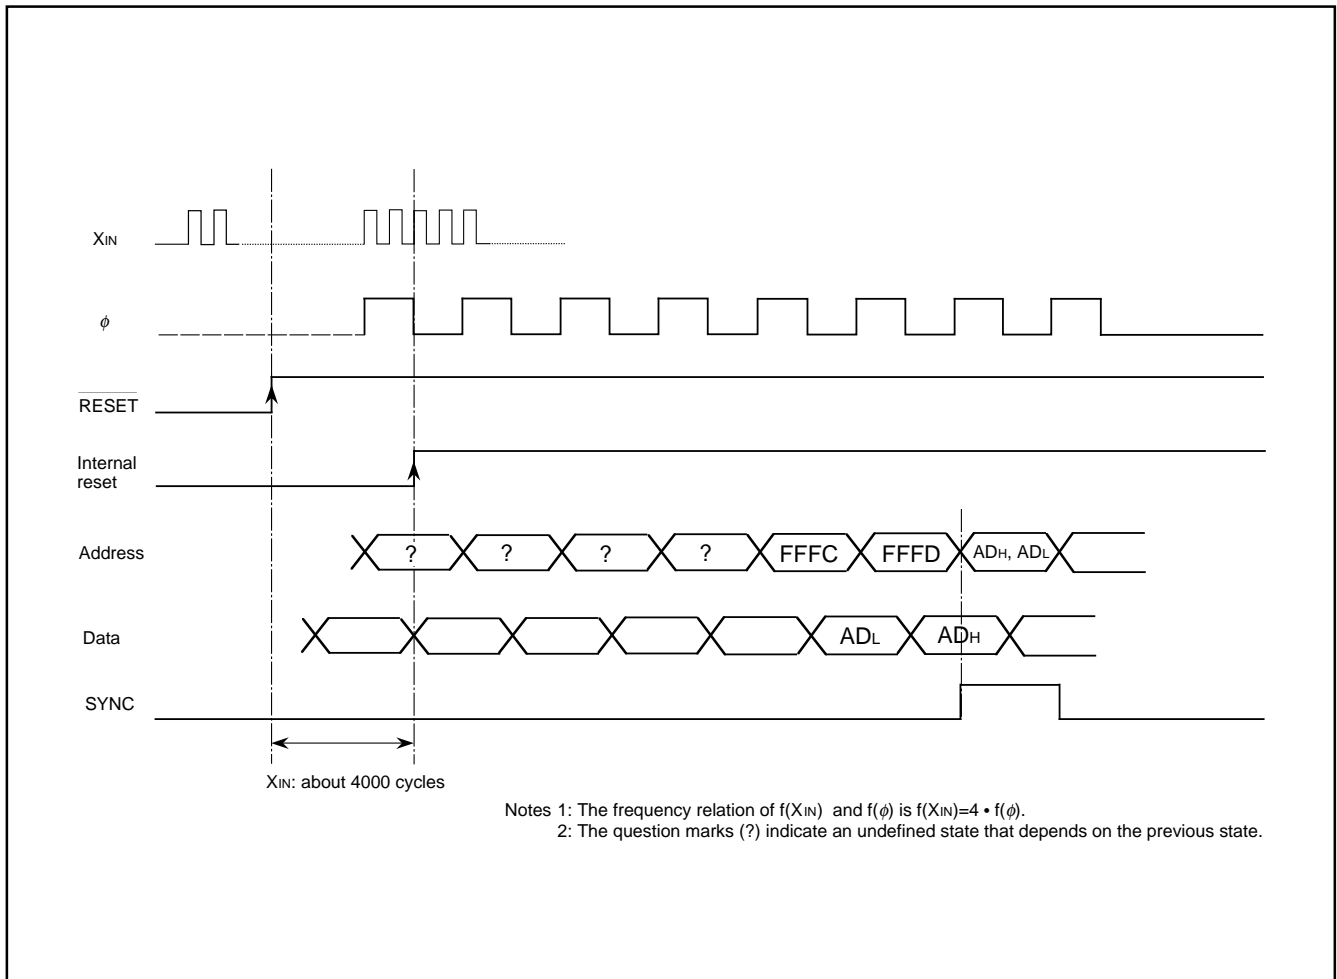 XIN
ϕ
RESET
Internal
reset
Address
? ? ? ? FFFC FFFD ADH, ADL
Data
ADL ADH
SYNC
XIN: about 4000 cycles
Notes 1: The frequency relation of f(XIN) and f(ϕ) is f(XIN)=4 • f(ϕ).
2: The question marks (?) indicate an undefined state that depends on the previous state.